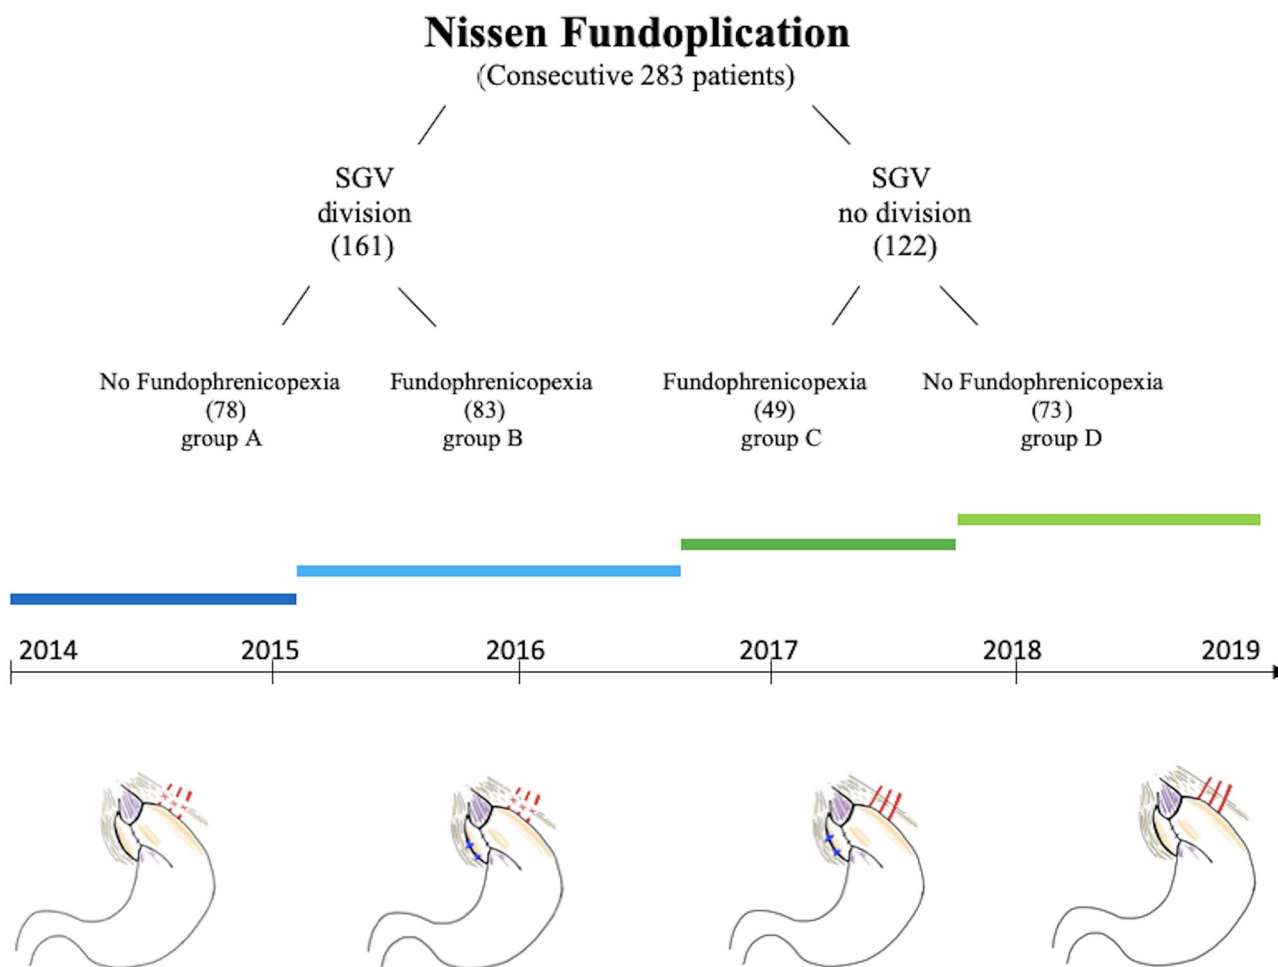 Nissen Fundoplication
(Consecutive 283 patients)
SGV
division
(161)
SGV
no division
(122)
No Fundophrenicopexia
(78)
group A
Fundophrenicopexia
(83)
group B
Fundophrenicopexia
(49)
group C
No Fundophrenicopexia
(73)
group D
2014 2015 2016 2017 2018 2019